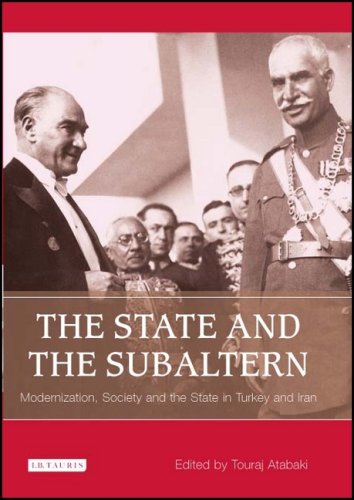 THE STATE AND
THE SUBALTERN
Modernization, Society and the State in Turkey and Iran
I.B.TAURIS
Edited by Touraj Atabaki